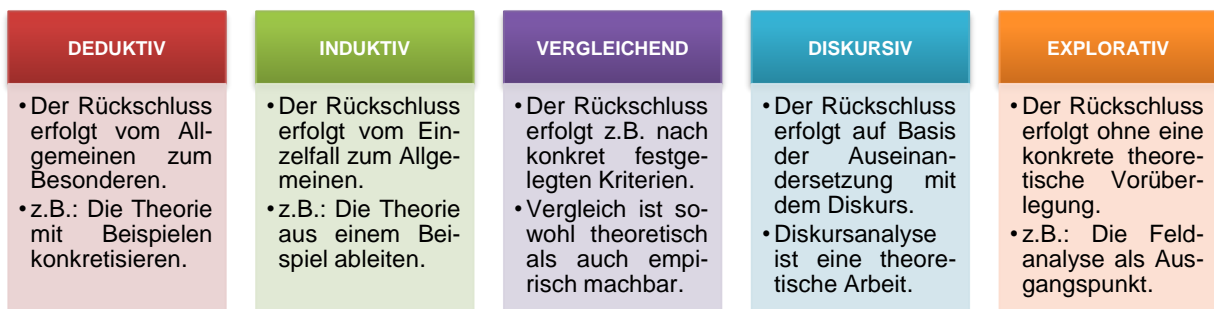 DEDUKTIV
• Der Rückschluss
erfolgt vom All-
gemeinen zum
Besonderen.
• z.B.: Die Theorie
mit Beispielen
konkretisieren.
INDUKTIV
• Der Rückschluss
erfolgt vom Ein-
zelfall zum Allge-
meinen.
• z.B.: Die Theorie
aus einem Bei-
spiel ableiten.
VERGLEICHEND
• Der Rückschluss
erfolgt z.B. nach
konkret festge-
legten Kriterien.
• Vergleich ist so-
wohl theoretisch
als auch empi-
risch machbar.
DISKURSIV
• Der Rückschluss
erfolgt auf Basis
der Auseinan-
dersetzung mit
dem Diskurs.
• Diskursanalyse
ist eine theore-
tische Arbeit.
EXPLORATIV
• Der Rückschluss
erfolgt ohne eine
konkrete theore-
tische Vorüber-
legung.
• z.B.: Die Feld-
analyse als Aus-
gangspunkt.